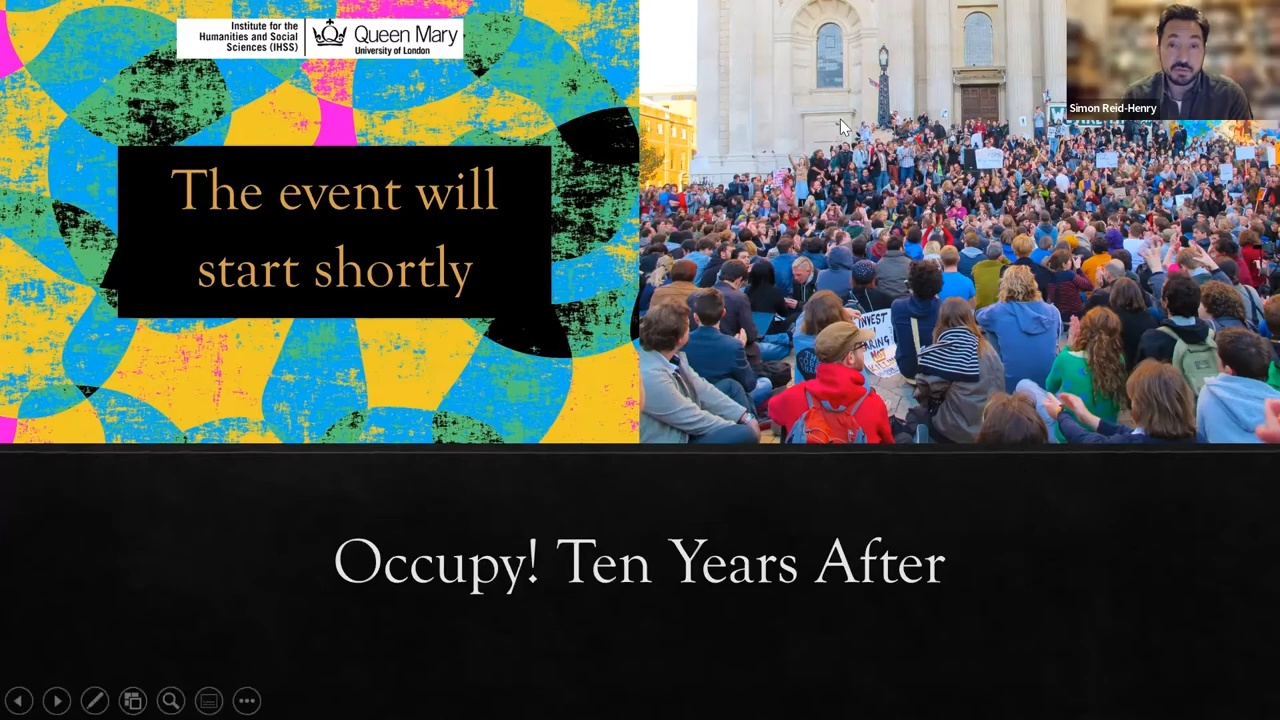 Institute for the
Humanities and Social
Sciences (IHSS)
Queen Mary
University of London
The event will
start shortly
Simon Reid-Henry
INVEST
Occupy! Ten Years After